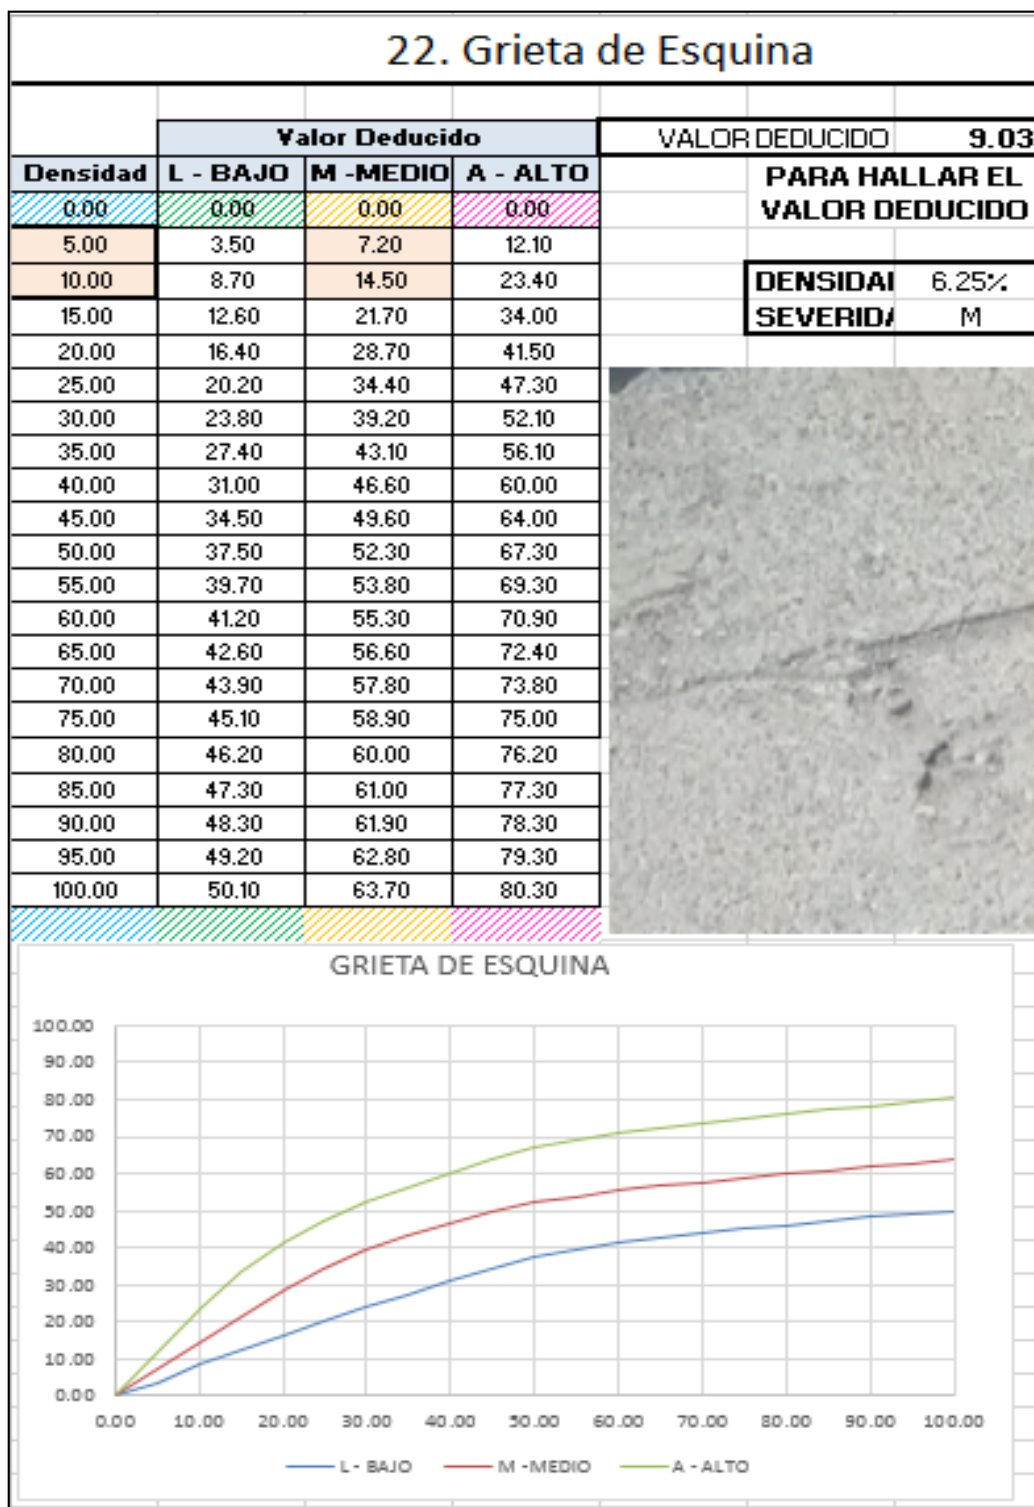 22. Grieta de Esquina
Valor Deducido VALOR DEDUCIDO 9.03
Densidad L - BAJO M -MEDIO A - ALTO PARA HALLAR EL
0.00 0.00 0.00 0.00 VALOR DEDUCIDO
5.00 3.50 7.20 12.10
10.00 8.70 14.50 23.40 DENSIDAI 6.25%
15.00 12.60 21.70 34.00 SEVERIDA M
20.00 16.40 28.70 41.50
25.00 20.20 34.40 47.30
30.00 23.80 39.20 52.10
35.00 27.40 43.10 56.10
40.00 31.00 46.60 60.00
45.00 34.50 49.60 64.00
50.00 37.50 52.30 67.30
55.00 39.70 53.80 69.30
60.00 41.20 55.30 70.90
65.00 42.60 56.60 72.40
70.00 43.90 57.80 73.80
75.00 45.10 58.90 75.00
80.00 46.20 60.00 76.20
85.00 47.30 61.00 77.30
90.00 48.30 61.90 78.30
95.00 49.20 62.80 79.30
100.00 50.10 63.70 80.30
GRIETA DE ESQUINA
100.00
90.00
80.00
70.00
60.00
50.00
40.00
30.00
20.00
10.00
0.00
0.00 10.00 20.00 30.00 40.00 50.00 60.00 70.00 80.00 90.00 100.00
L - BAJO M -MEDIO A - ALTO